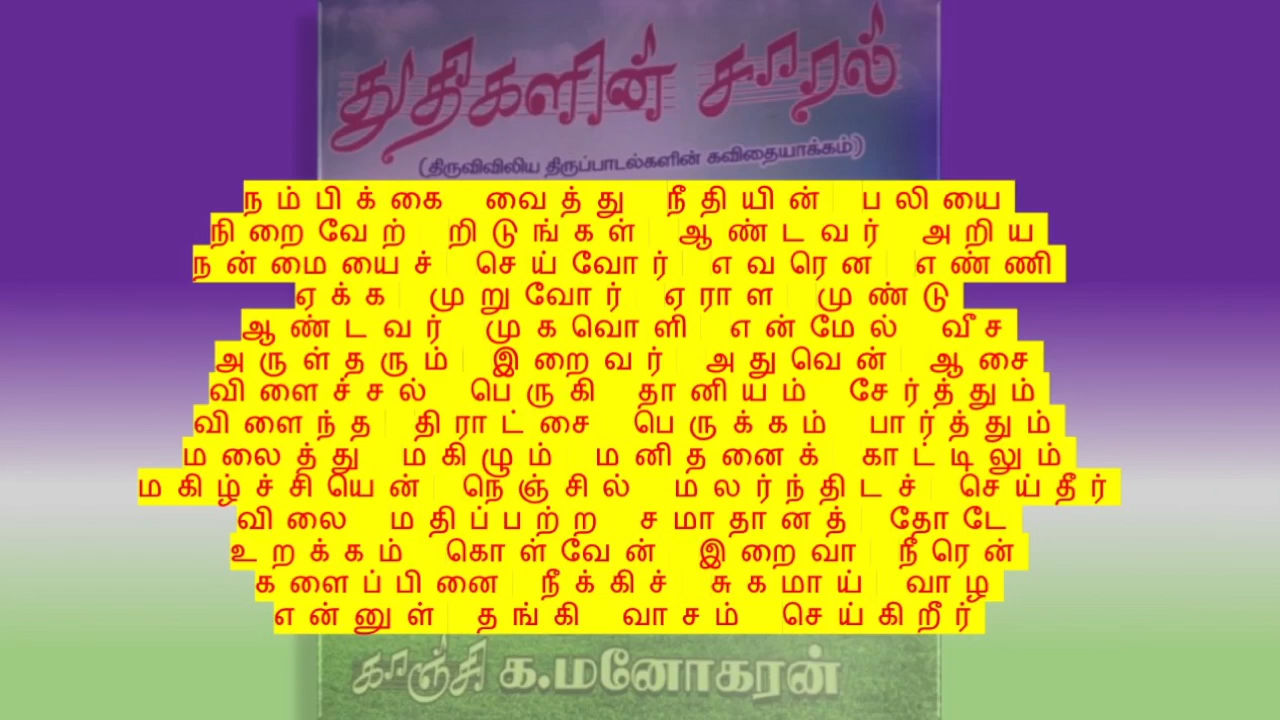 துதிகளின் சாரல்
(திருவிவிலிய திருப்பாடல்களின் கவிதையாக்கம்)
நம்பிக்கை வைத்து நீதியின் பலியை
நிறைவேற் றிடுங்கள் ஆண்டவர் அறிய
நன்மையைச் செய்வோர் எவரென எண்ணி
ஏக்க முறுவோர் ஏராள முண்டு
ஆண்டவர் முகவொளி என்மேல் வீச
அருள்தரும் இறைவர் அதுவென் ஆசை
விளைச்சல் பெருகி தானியம் சேர்த்தும்
விளைந்த திராட்சை பெருக்கம் பார்த்தும்
மலைத்து மகிழும் மனிதனைக் காட்டிலும்
மகிழ்ச்சியென் நெஞ்சில் மலர்ந்திடச் செய்தீர்
விலை மதிப்பற்ற சமாதானத் தோடே
உறக்கம் கொள்வேன் இறைவா நீரென்
களைப்பினை நீக்கிச் சுகமாய் வாழ
என்னுள் தங்கி வாசம் செய்கிறீர்
காஞ்சி க.மனோகரன்